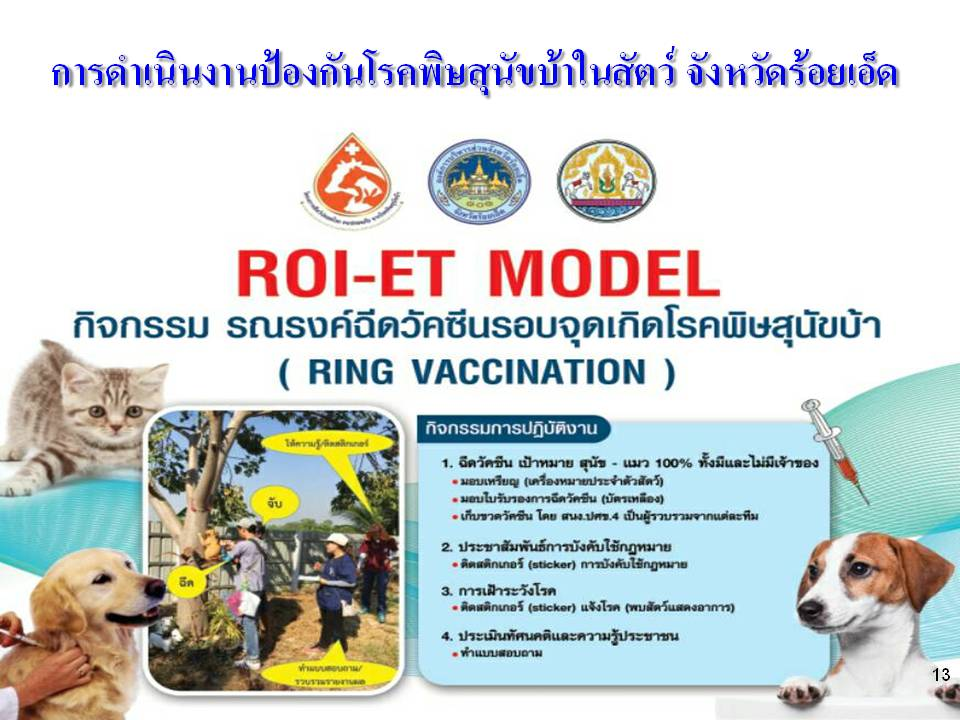 การดำเนินงานป้องกันโรคพิษสุนัขบ้าในสัตว์ จังหวัดร้อยเอ็ด
ROI-ET MODEL
กิจกรรม รณรงค์ฉีดวัคซีนรอบจุดเกิดโรคพิษสุนัขบ้า
( RING VACCINATION )
ให้ความรู้/ติดสติกเกอร์
จับ
ฉีด
ทำแบบสอบถาม/
รวบรวมรายงานผล
กิจกรรมการปฏิบัติงาน
1. ฉีดวัคซีน เป้าหมาย สุนัข - แมว 100% ทั้งมีและไม่มีเจ้าของ
• มอบเหรียญ (เครื่องหมายประจำตัวสัตว์)
• มอบใบรับรองการฉีดวัคซีน (บัตรเหลือง)
• เก็บขวดวัคซีน โดย สนง.ปศข.4 เป็นผู้รวบรวมจากแต่ละทีม
2. ประชาสัมพันธ์การบังคับใช้กฎหมาย
• ติดสติกเกอร์ (sticker) การบังคับใช้กฎหมาย
3. การเฝ้าระวังโรค
• ติดสติกเกอร์ (sticker) แจ้งโรค (พบสัตว์แสดงอาการ)
4. ประเมินทัศนคติและความรู้ประชาชน
• ทำแบบสอบถาม
13